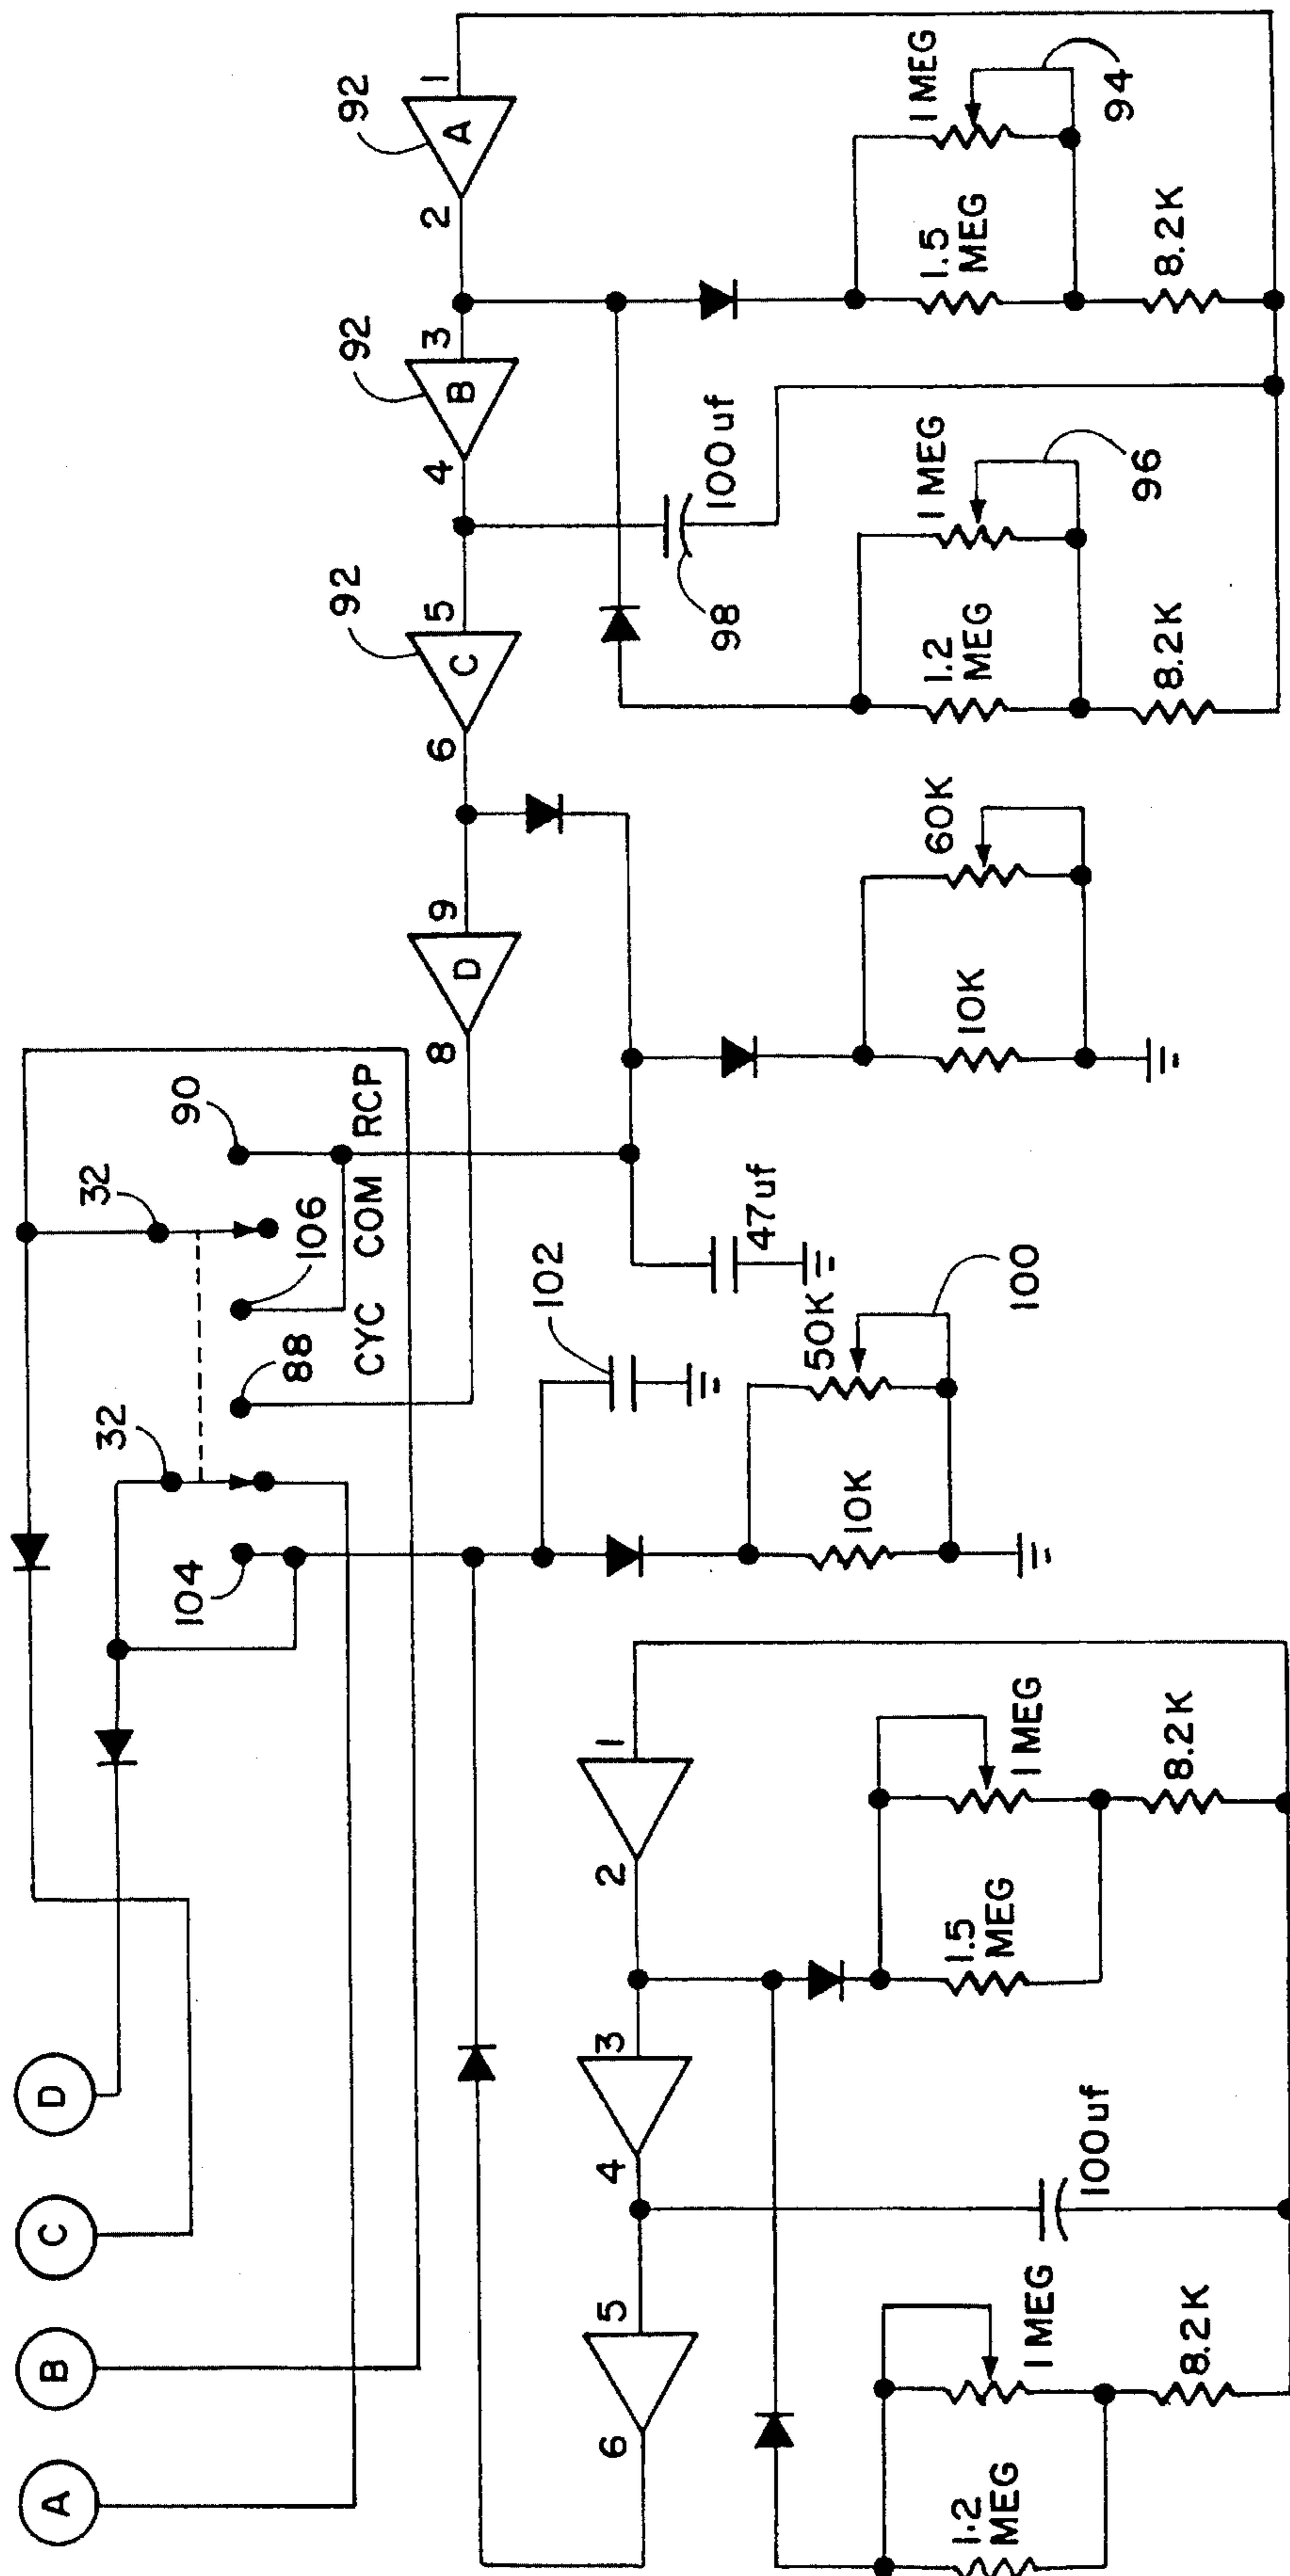 A
B
C
D
104
32
88
106
32
90
CYC COM RCP
102
47uf
50K
100
10K
8
D
9
60K
10K
6
C
5
92
4
B
3
92
2
A
1
92
98
100uf
1 MEG
96
1.2
MEG
8.2K
1 MEG
94
1.5
MEG
8.2K
6
5
4
3
2
1
1.2
MEG
1 MEG
8.2K
100uf
1.5
MEG
1 MEG
8.2K